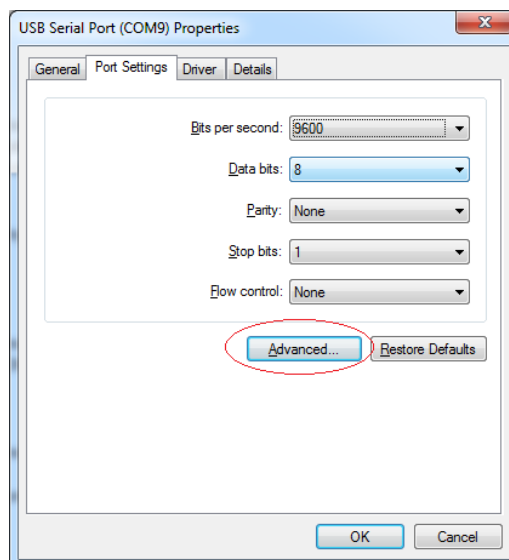 USB Serial Port (COM9) Properties
General Port Settings Driver Details
Bits per second: 9600
Data bits: 8
Parity: None
Stop bits: 1
Flow control: None
Advanced... Restore Defaults
OK Cancel